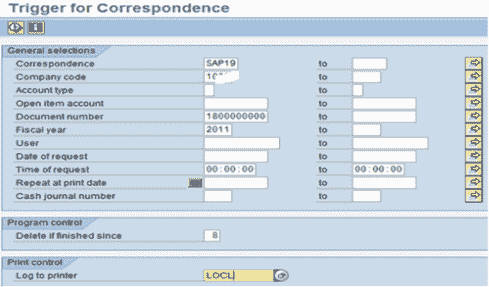 Trigger for Correspondence
General selections
Correspondence SAP19 to
Company code to
Account type to
Open item account to
Document number 1800000000 to
Fiscal year 2011 to
User to
Date of request to
Time of request 00:00:00 to 00:00:00
Repeat at print date to
Cash journal number to
Program control
Delete if finished since 8
Print control
Log to printer LOCL